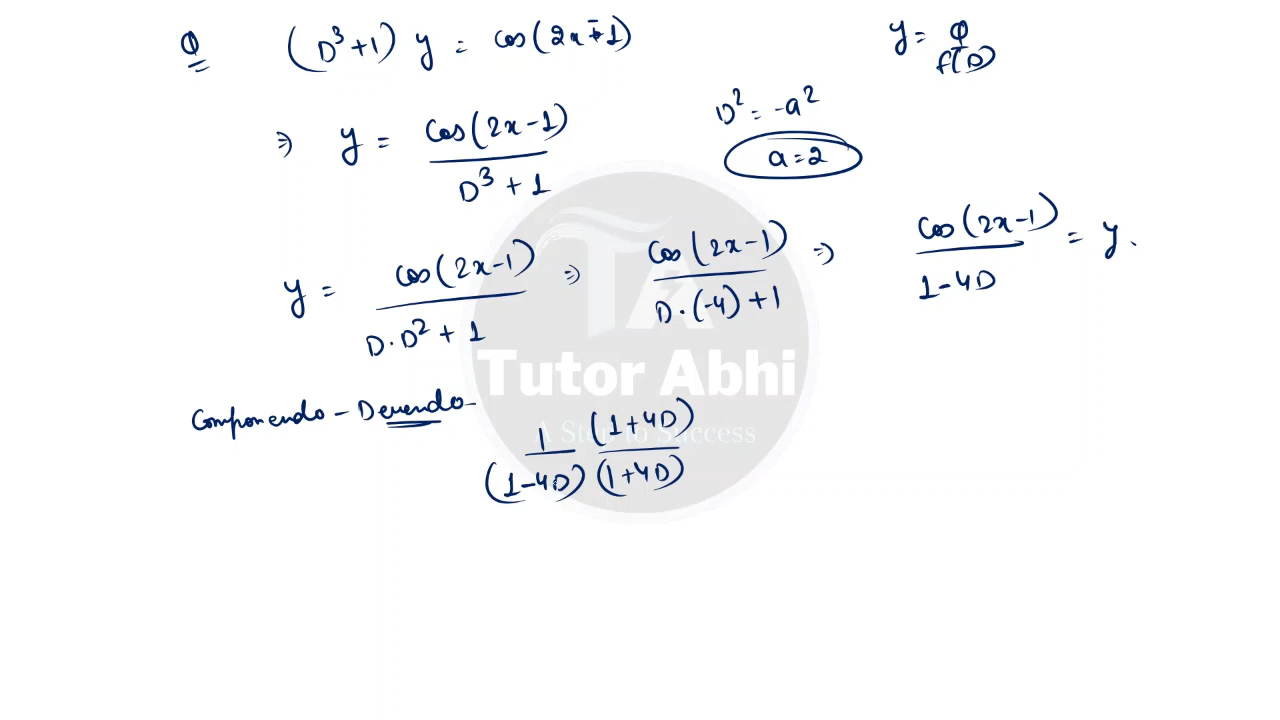 Q (D³+1) y = cos(2x-1) y = Q/f(D)
D² = -a²
⇒ y = cos(2x-1)/D³+1 a=2
y = cos(2x-1)/D·D²+1 ⇒ cos(2x-1)/D·(-4)+1 ⇒ cos(2x-1)/1-4D = y.
Tutor Abhi
Componendo - Devendo
1/(1-4D) (1+4D)/(1+4D)
A Step to Success